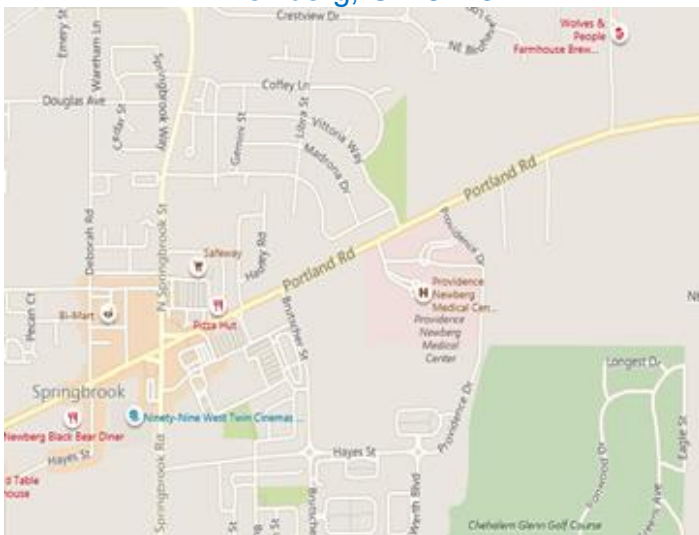 Crestview Dr
Wolves &
People
Farmhouse Brew...
Emery St
Wareham Ln
Springbrook Way
NE Benjamin
Coffey Ln
Douglas Ave
Libra St
Gemini St
Vittoria Way
Madrona Dr
Portland Rd
Providence Dr
Deborah Rd
N Springbrook St
Safeway
Portland Rd
Providence
Newberg
Medical Cen...
Providence
Newberg
Medical
Center
Pecan Ct
Bi-Mart
Pizza Hut
Brutscher St
Longest Dr
Springbrook
Ninety-Nine West Twin Cinemas ...
Newberg Black Bear Diner
Providence Dr
Hayes St
Hayes St
Springbrook Rd
d Table
house
Werth Blvd
Eagle St
St
St
Chehalem Glenn Golf Course